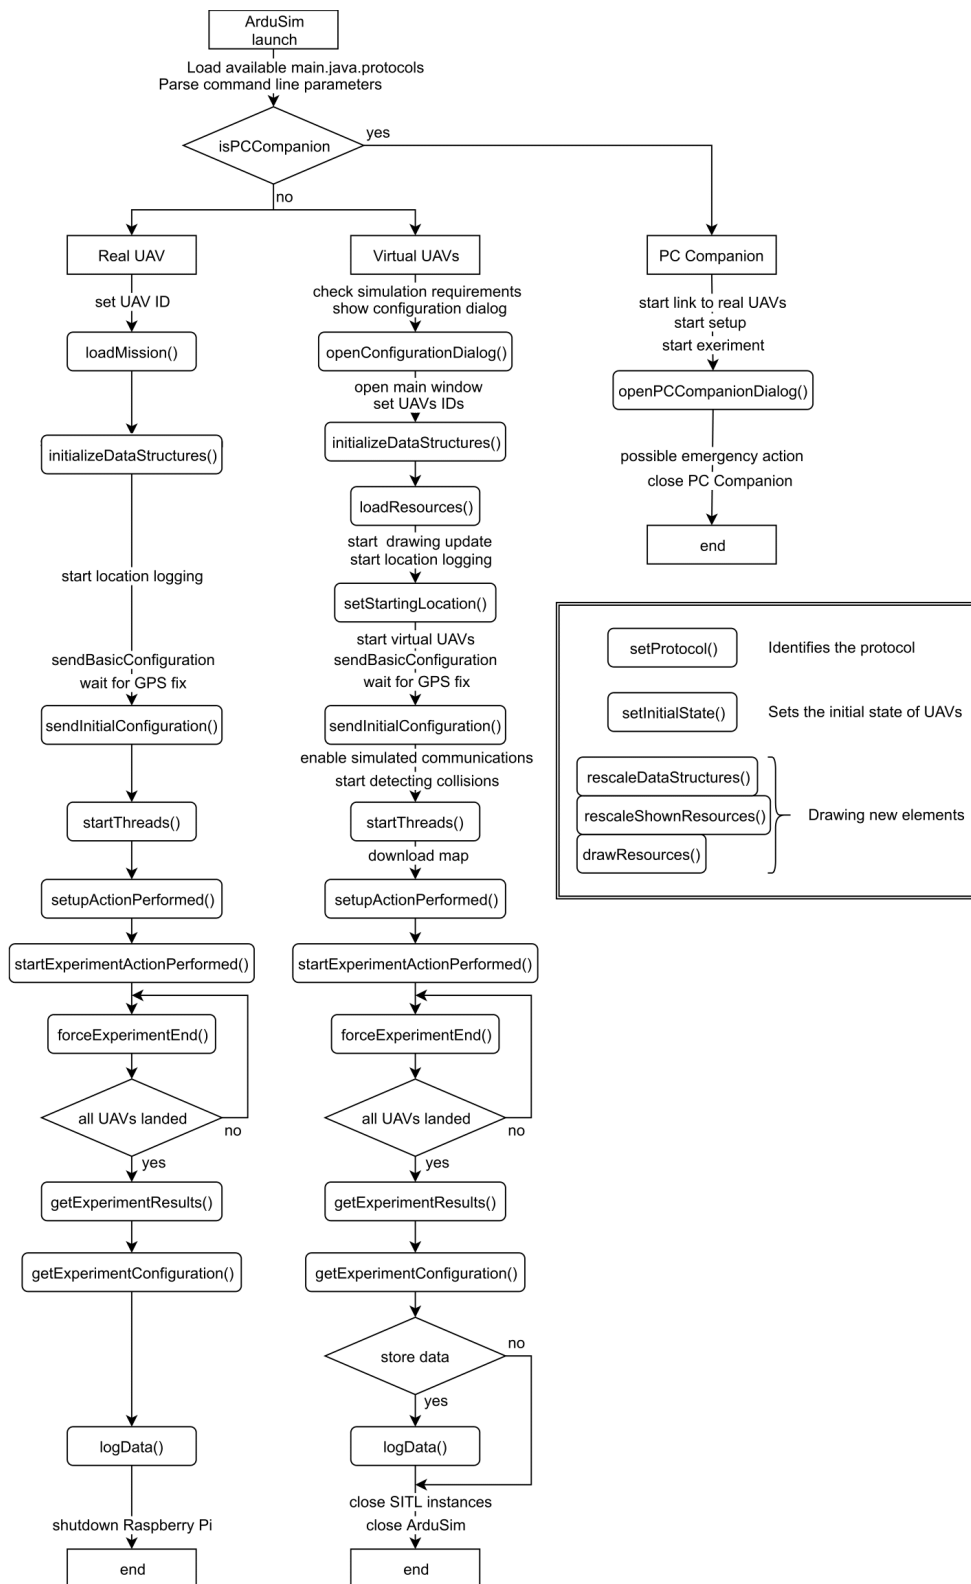 ArduSim
launch
Load available main.java.protocols
Parse command line parameters
isPCCompanion
yes
no
Real UAV
set UAV ID
loadMission()
initializeDataStructures()
start location logging
sendBasicConfiguration
wait for GPS fix
sendInitialConfiguration()
startThreads()
setupActionPerformed()
startExperimentActionPerformed()
forceExperimentEnd()
all UAVs landed
no
yes
getExperimentResults()
getExperimentConfiguration()
logData()
shutdown Raspberry Pi
end
Virtual UAVs
check simulation requirements
show configuration dialog
openConfigurationDialog()
open main window
set UAVs IDs
initializeDataStructures()
loadResources()
start drawing update
start location logging
setStartingLocation()
start virtual UAVs
sendBasicConfiguration
wait for GPS fix
sendInitialConfiguration()
enable simulated communications
start detecting collisions
startThreads()
download map
setupActionPerformed()
startExperimentActionPerformed()
forceExperimentEnd()
all UAVs landed
no
yes
getExperimentResults()
getExperimentConfiguration()
store data
no
yes
logData()
close SITL instances
close ArduSim
end
PC Companion
start link to real UAVs
start setup
start exeriment
openPCCompanionDialog()
possible emergency action
close PC Companion
end
setProtocol()
Identifies the protocol
setInitialState()
Sets the initial state of UAVs
rescaleDataStructures()
rescaleShownResources()
drawResources()
Drawing new elements